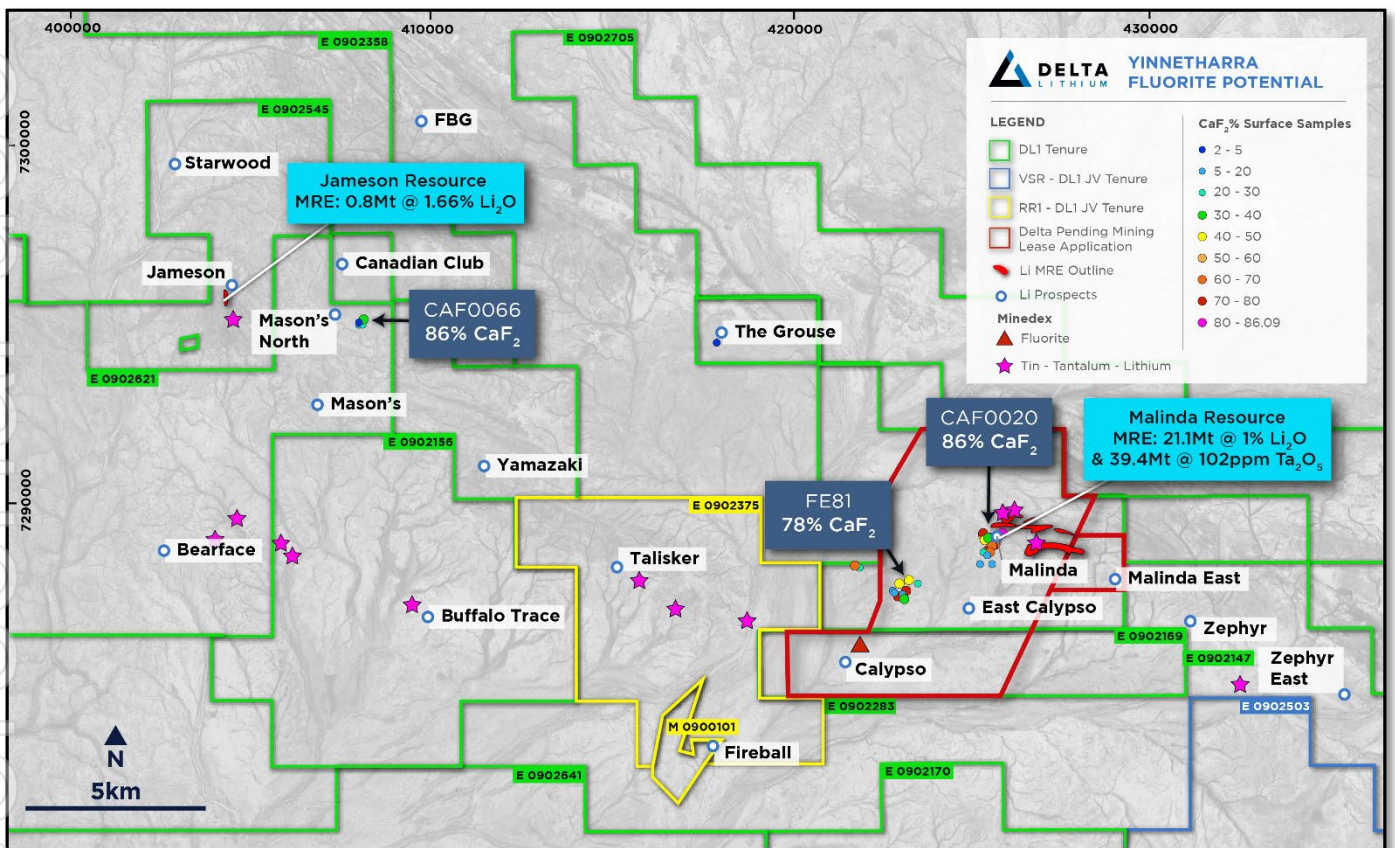 400000
410000
420000
430000
7300000
7290000
DELTA
LITHIUM
YINNETHARRA
FLUORITE POTENTIAL
LEGEND
DL1 Tenure
VSR - DL1 JV Tenure
RR1 - DL1 JV Tenure
Delta Pending Mining
Lease Application
Li MRE Outline
Li Prospects
Minedex
Fluorite
Tin - Tantalum - Lithium
CaF₂% Surface Samples
2 - 5
5 - 20
20 - 30
30 - 40
40 - 50
50 - 60
60 - 70
70 - 80
80 - 86.09
E 0902358
E 0902705
E 0902545
FBG
Starwood
Jameson Resource
MRE: 0.8Mt @ 1.66% Li₂O
Jameson
Canadian Club
CAF0066
86% CaF₂
Mason's
North
The Grouse
E 0902621
Mason's
E 0902156
Yamazaki
CAF0020
86% CaF₂
Malinda Resource
MRE: 21.1Mt @ 1% Li₂O
& 39.4Mt @ 102ppm Ta₂O₅
FE81
78% CaF₂
E 0902375
Bearface
Talisker
Malinda
Malinda East
Buffalo Trace
East Calypso
Zephyr
E 0902169
E 0902147
Zephyr
East
Calypso
E 0902283
E 0902503
M 0900101
Fireball
E 0902641
E 0902170
N
5km